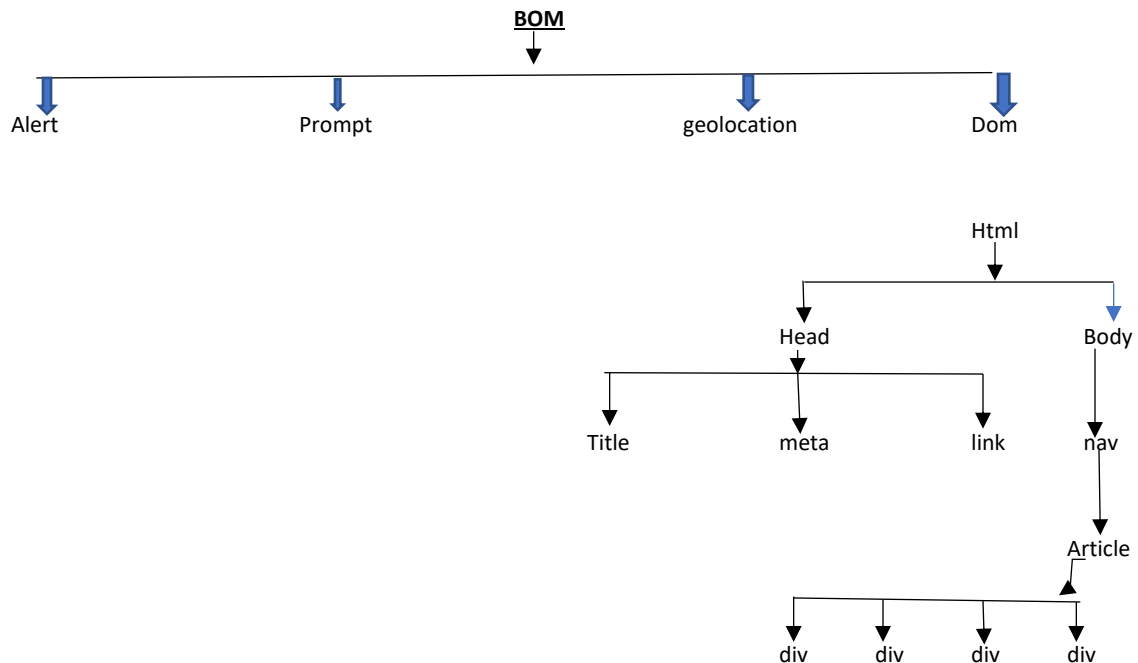 BOM
Alert Prompt geolocation Dom
Html
Head Body
Title meta link nav
Article
div div div div